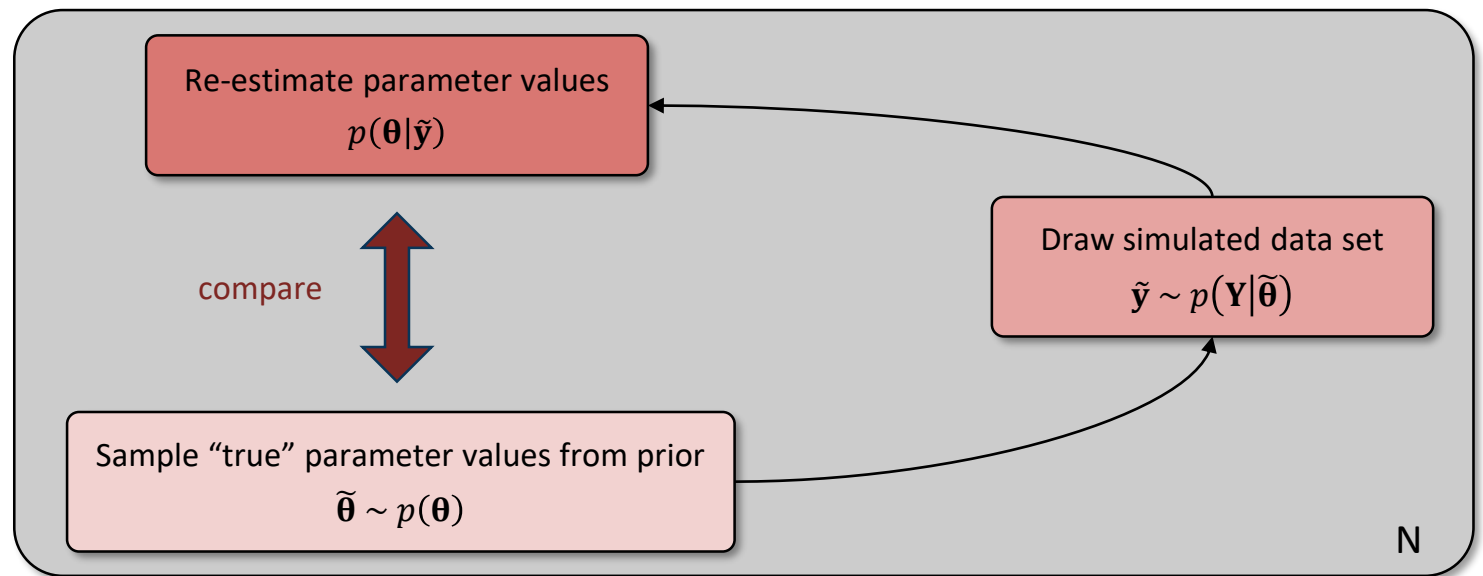 Re-estimate parameter values
p(𝛉|ỹ)
Draw simulated data set
ỹ ~ p(𝐘|𝛉̃)
compare
Sample “true” parameter values from prior
𝛉̃ ~ p(𝛉)
N